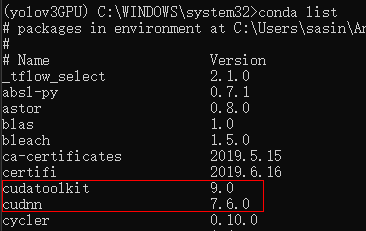 (yolov3GPU) C:\WINDOWS\system32>conda list
# packages in environment at C:\Users\sasin\An
#
# Name Version
_tflow_select 2.1.0
absl-py 0.7.1
astor 0.8.0
blas 1.0
bleach 1.5.0
ca-certificates 2019.5.15
certifi 2019.6.16
cudatoolkit 9.0
cudnn 7.6.0
cycler 0.10.0